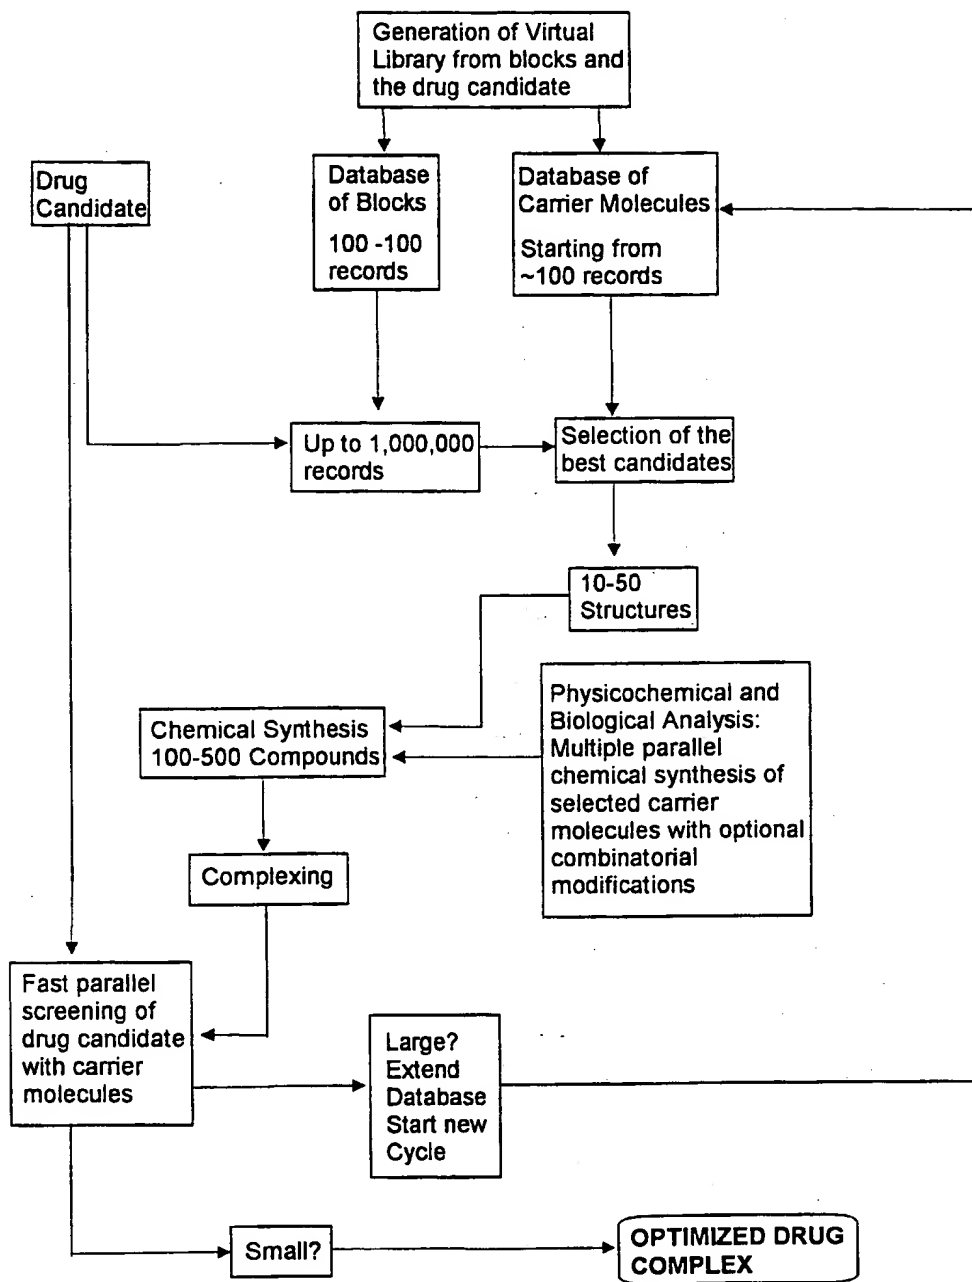 Generation of Virtual
Library from blocks and
the drug candidate
Drug
Candidate
Database
of Blocks
100 -100
records
Database of
Carrier Molecules
Starting from
~100 records
Up to 1,000,000
records
Selection of the
best candidates
10-50
Structures
Chemical Synthesis
100-500 Compounds
Physicochemical and
Biological Analysis:
Multiple parallel
chemical synthesis of
selected carrier
molecules with optional
combinatorial
modifications
Complexing
Fast parallel
screening of
drug candidate
with carrier
molecules
Large?
Extend
Database
Start new
Cycle
Small?
OPTIMIZED DRUG
COMPLEX